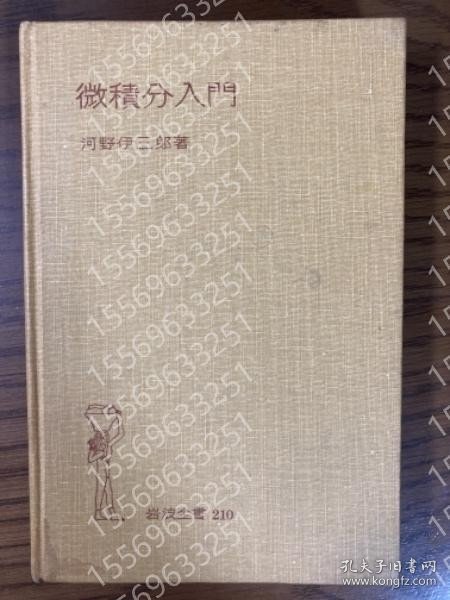 微積分入門
河野伊三郎著
岩波全書 210
15569633251
孔夫子旧书网
www.kongfz.com